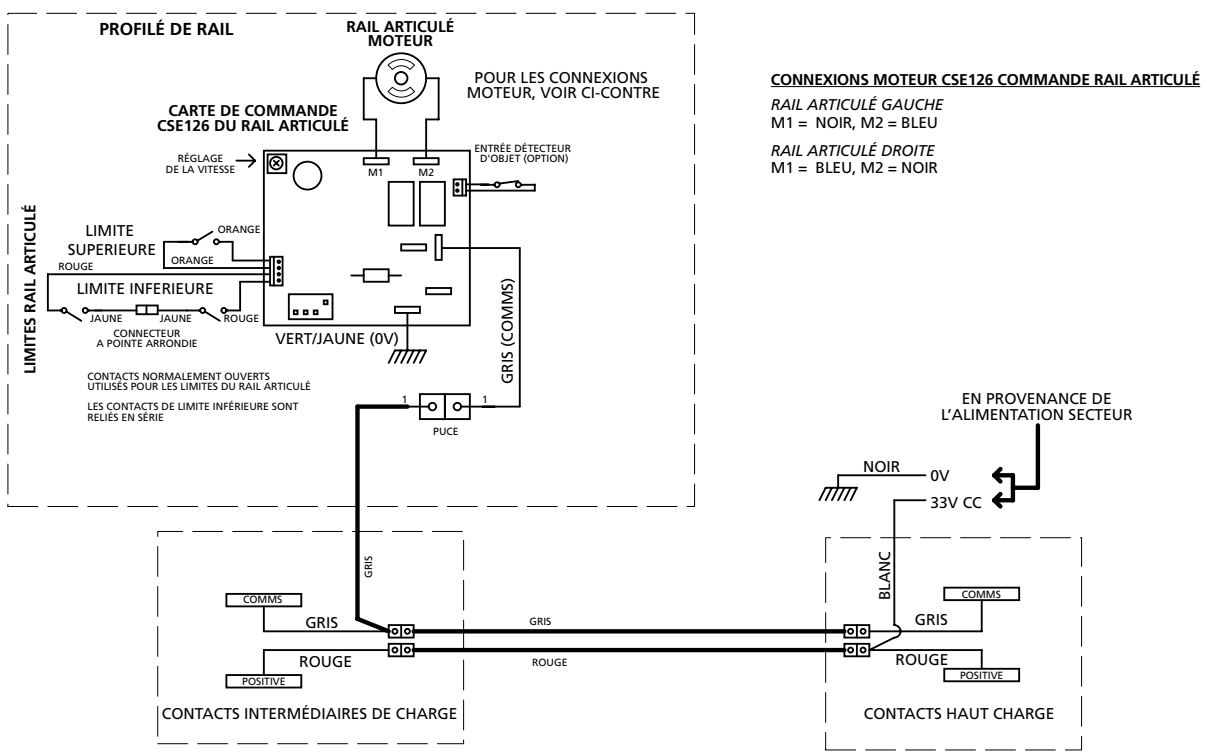 PROFILÉ DE RAIL
RAIL ARTICULÉ
MOTEUR
POUR LES CONNEXIONS
MOTEUR, VOIR CI-CONTRE
CONNEXIONS MOTEUR CSE126 COMMANDE RAIL ARTICULÉ
RAIL ARTICULÉ GAUCHE
M1 = NOIR, M2 = BLEU
RAIL ARTICULÉ DROITE
M1 = BLEU, M2 = NOIR
CARTE DE COMMANDE
CSE126 DU RAIL ARTICULÉ
RÉGLAGE
DE LA VITESSE
M1
M2
ENTRÉE DÉTECTEUR
D'OBJET (OPTION)
LIMITES RAIL ARTICULÉ
LIMITE
SUPERIEURE
ORANGE
ORANGE
ROUGE
LIMITE INFERIEURE
JAUNE
JAUNE
ROUGE
CONNECTEUR
A POINTE ARRONDIE
VERT/JAUNE (0V)
GRIS (COMMS)
CONTACTS NORMALEMENT OUVERTS
UTILISÉS POUR LES LIMITES DU RAIL ARTICULÉ
LES CONTACTS DE LIMITE INFÉRIEURE SONT
RELIÉS EN SÉRIE
1
1
PUCE
EN PROVENANCE DE
L'ALIMENTATION SECTEUR
NOIR
0V
33V CC
BLANC
GRIS
COMMS
GRIS
ROUGE
POSITIVE
CONTACTS INTERMÉDIAIRES DE CHARGE
GRIS
ROUGE
COMMS
GRIS
ROUGE
POSITIVE
CONTACTS HAUT CHARGE